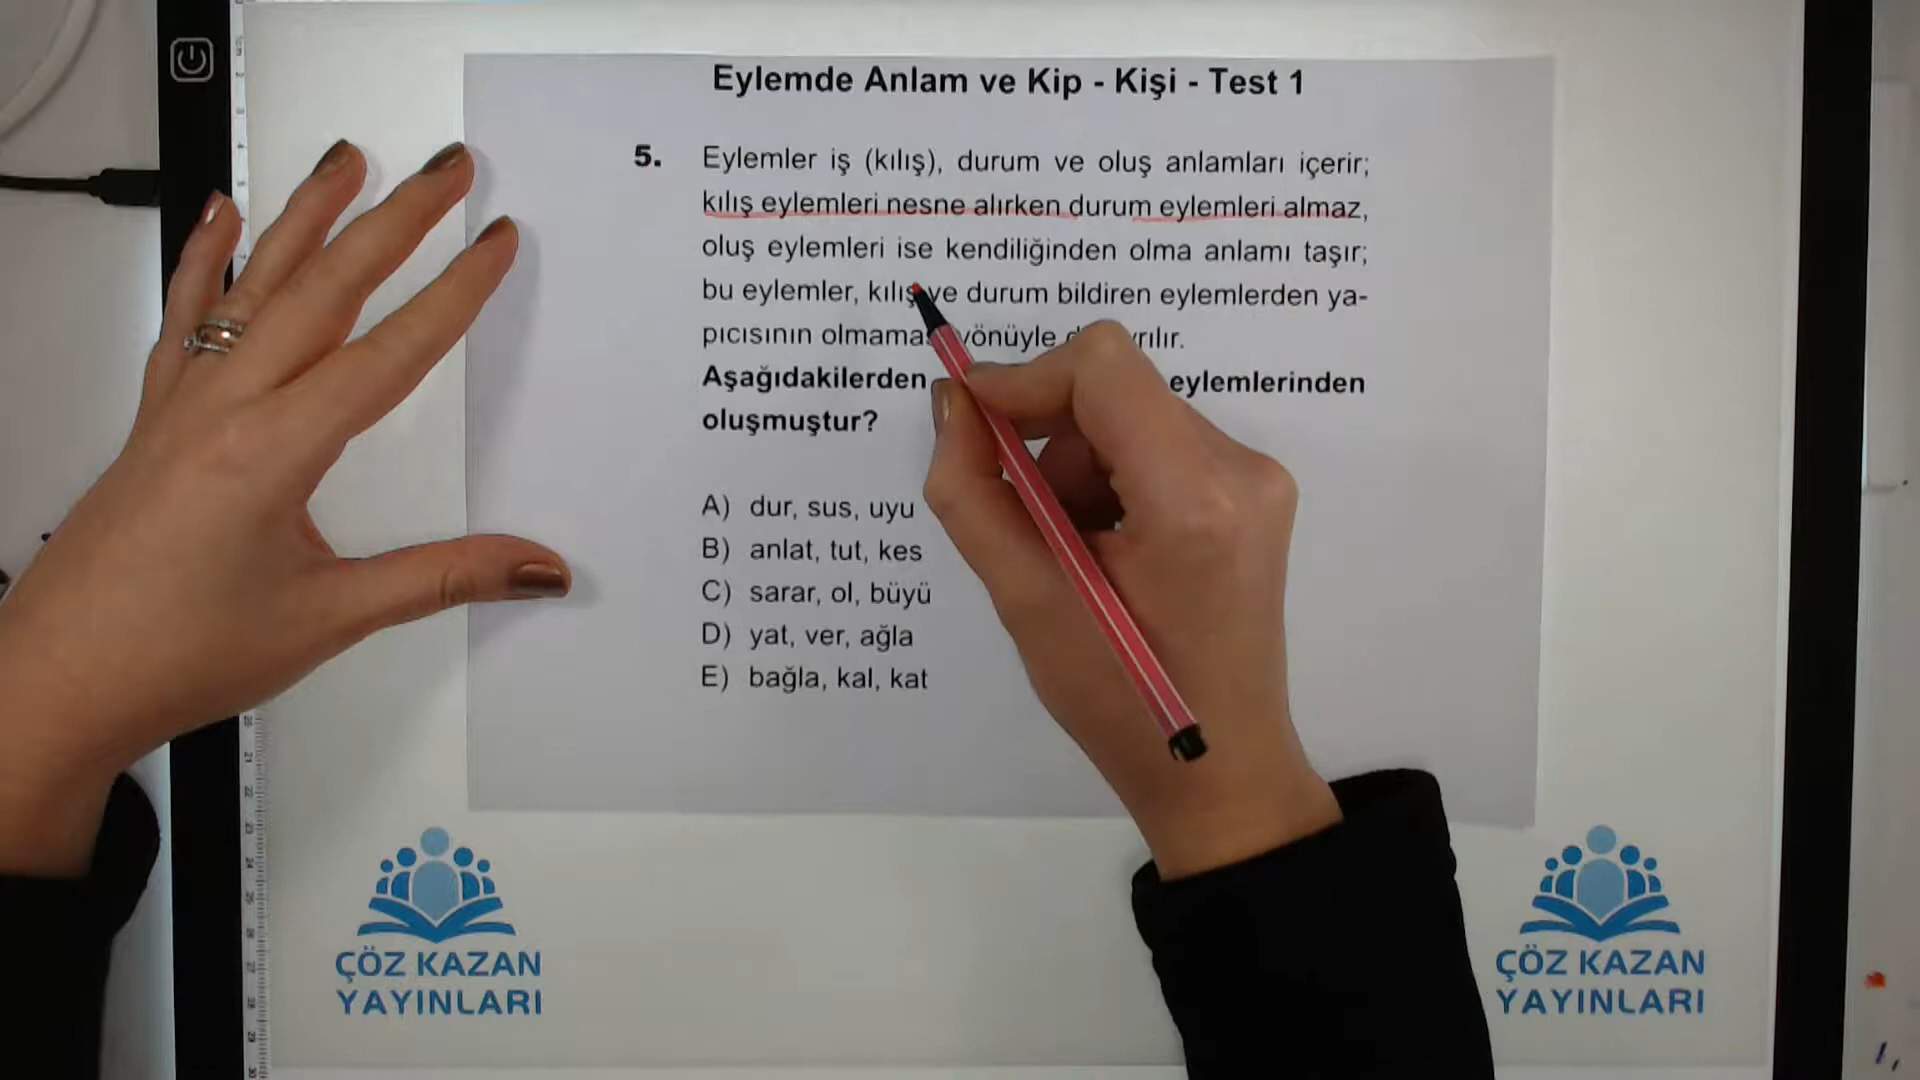 Eylemde Anlam ve Kip - Kişi - Test 1
5. Eylemler iş (kılış), durum ve oluş anlamları içerir;
kılış eylemleri nesne alırken durum eylemleri almaz,
oluş eylemleri ise kendiliğinden olma anlamı taşır;
bu eylemler, kılış ve durum bildiren eylemlerden ya-
pıcısının yönüyle
Aşağıdakilerden eylemlerinden
oluşmuştur?
A) dur, sus, uyu
B) anlat, tut, kes
C) sarar, ol, büyü
D) yat, ver, ağla
E) bağla, kal, kat
ÇÖZ KAZAN
YAYINLARI
ÇÖZ KAZAN
YAYINLARI